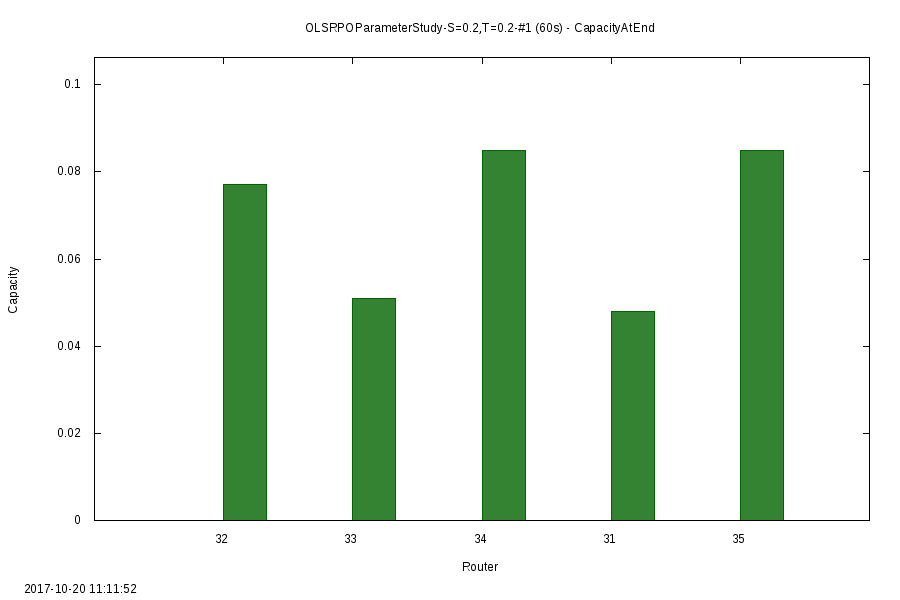 OLSRPOParameterStudy-S=0.2,T=0.2-#1 (60s) - CapacityAtEnd
0.1
0.08
0.06
0.04
0.02
0
Capacity
32 33 34 31 35
Router
2017-10-20 11:11:52